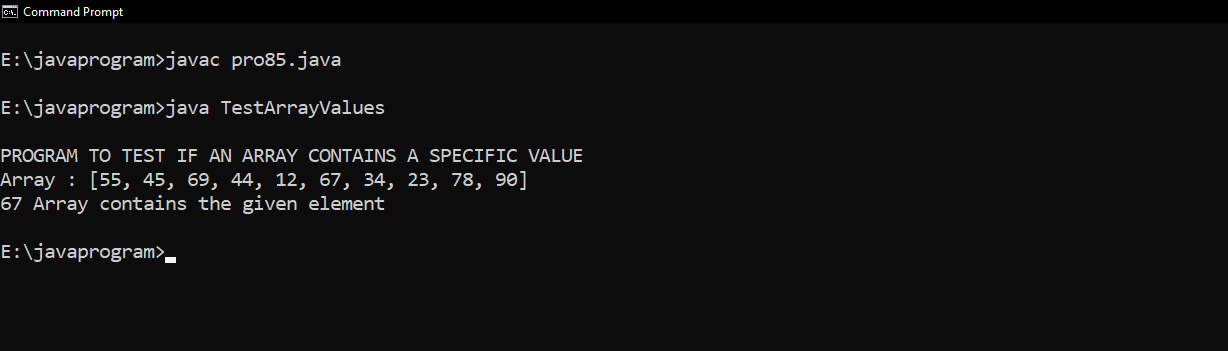 Command Prompt
E:\javaprogram>javac pro85.java
E:\javaprogram>java TestArrayValues
PROGRAM TO TEST IF AN ARRAY CONTAINS A SPECIFIC VALUE
Array : [55, 45, 69, 44, 12, 67, 34, 23, 78, 90]
67 Array contains the given element
E:\javaprogram>